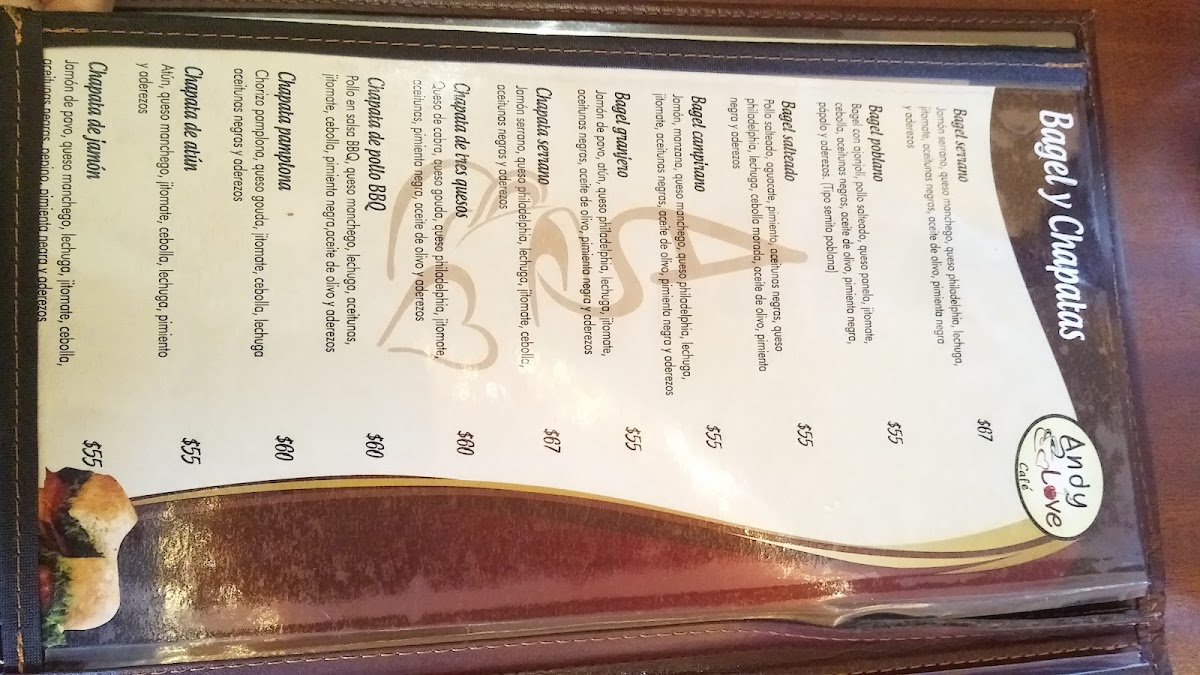 Bagel y Chapatas
Andy Love
Café
Bagel serrano $67
Jamón serrano, queso manchego, queso philadelphia, lechuga,
jitomate, aceitunas negras, aceite de olivo, pimienta negra
y aderezos
Bagel poblano $55
Bagel con ajonjolí, pollo salteado, queso panela, jitomate,
cebolla, aceitunas negras, aceite de olivo, pimienta negra,
pápalo y aderezos. (Tipo semita poblana)
Bagel salteado $55
Pollo salteado, aguacate, pimiento, aceitunas negras, queso
philadelphia, lechuga, cebolla morada, aceite de olivo, pimienta
negra y aderezos
Bagel campirano $55
Jamón, manzana, queso manchego, queso philadelphia, lechuga,
jitomate, aceitunas negras, aceite de olivo, pimienta negra y aderezos
Bagel granjero $55
Jamón de pavo, atún, queso philadelphia, lechuga, jitomate,
aceitunas negras, aceite de olivo, pimienta negra y aderezos
Chapata serrano $67
Jamón serrano, queso philadelphia, lechuga, jitomate, cebolla,
aceitunas negras y aderezos
Chapata de tres quesos $60
Queso de cabra, queso gouda, queso philadelphia, jitomate,
aceitunas, pimienta negra, aceite de olivo y aderezos
Chapata de pollo BBQ $60
Pollo en salsa BBQ, queso manchego, lechuga, aceitunas,
jitomate, cebolla, pimienta negra,aceite de olivo y aderezos
Chapata pamplona $60
Chorizo pamplona, queso gouda, jitomate, cebolla, lechuga
aceitunas negras y aderezos
Chapata de atún $55
Atún, queso manchego, jitomate, cebolla, lechuga, pimiento
y aderezos
Chapata de jamón $55
Jamón de pavo, queso manchego, lechuga, jitomate, cebolla,
aceitunas negras, pepino, pimienta negra y aderezos